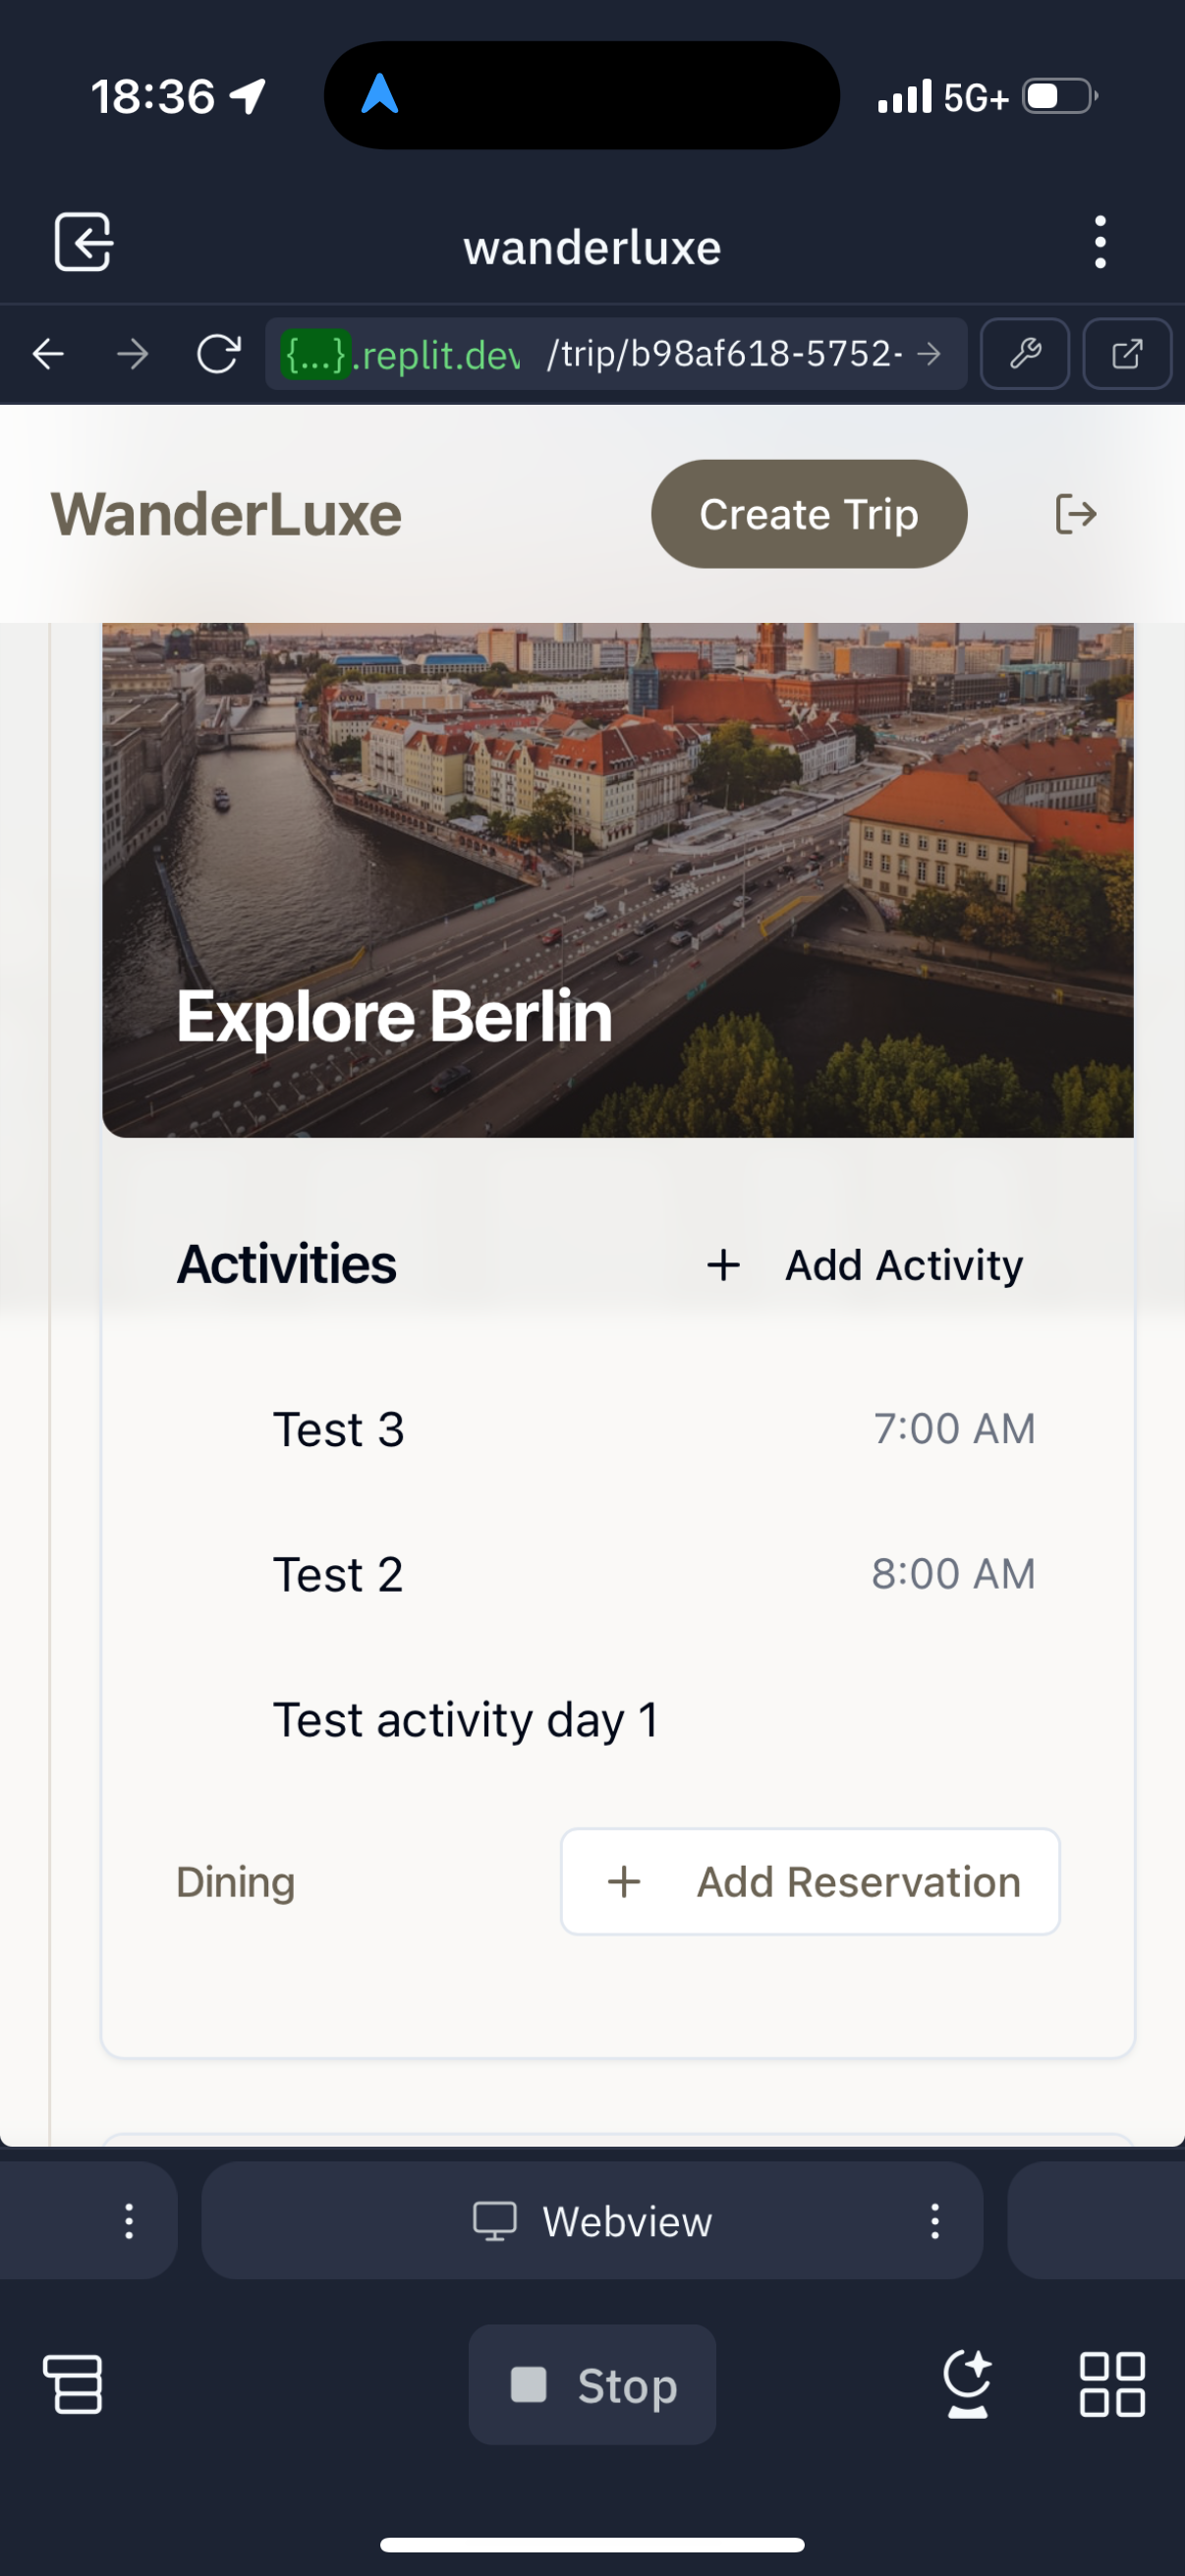 18:36
5G+
wanderluxe
{...}.replit.dev /trip/b98af618-5752-
WanderLuxe
Create Trip
Explore Berlin
Activities
+ Add Activity
Test 3
7:00 AM
Test 2
8:00 AM
Test activity day 1
Dining
+ Add Reservation
Webview
Stop